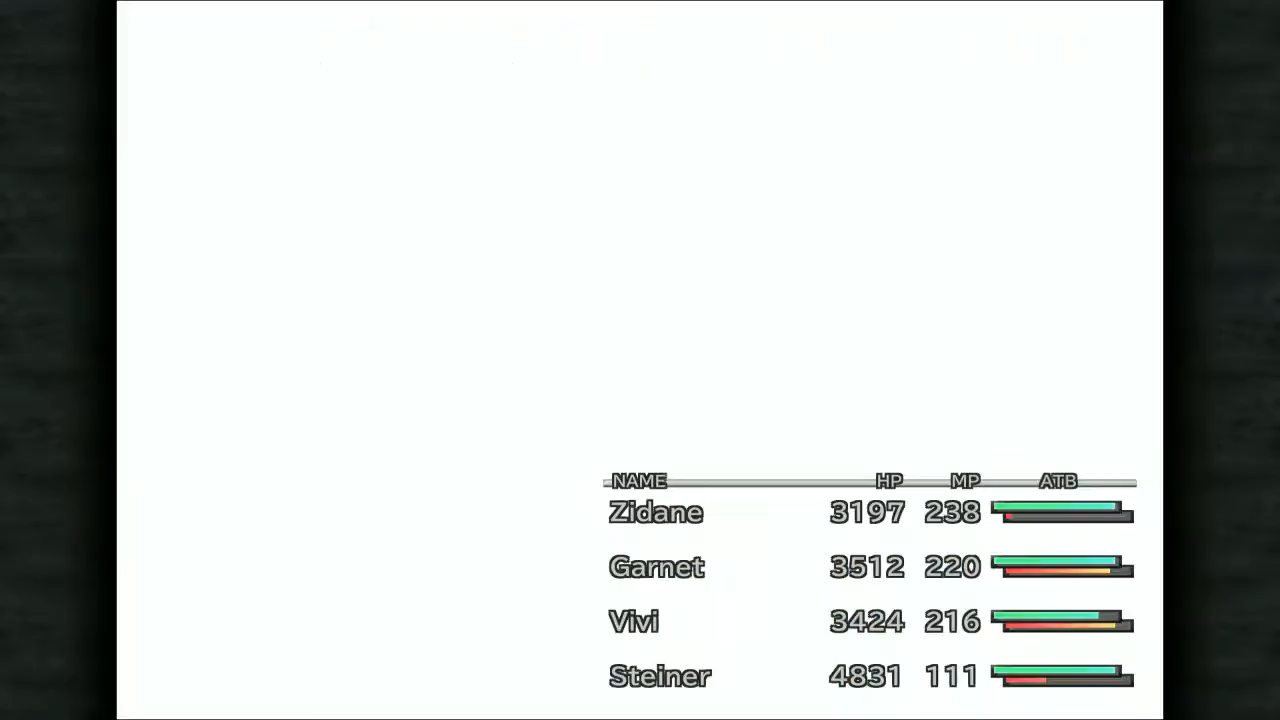 NAME HP MP ATB
Zidane 3197 238
Garnet 3512 220
Vivi 3424 216
Steiner 4831 111